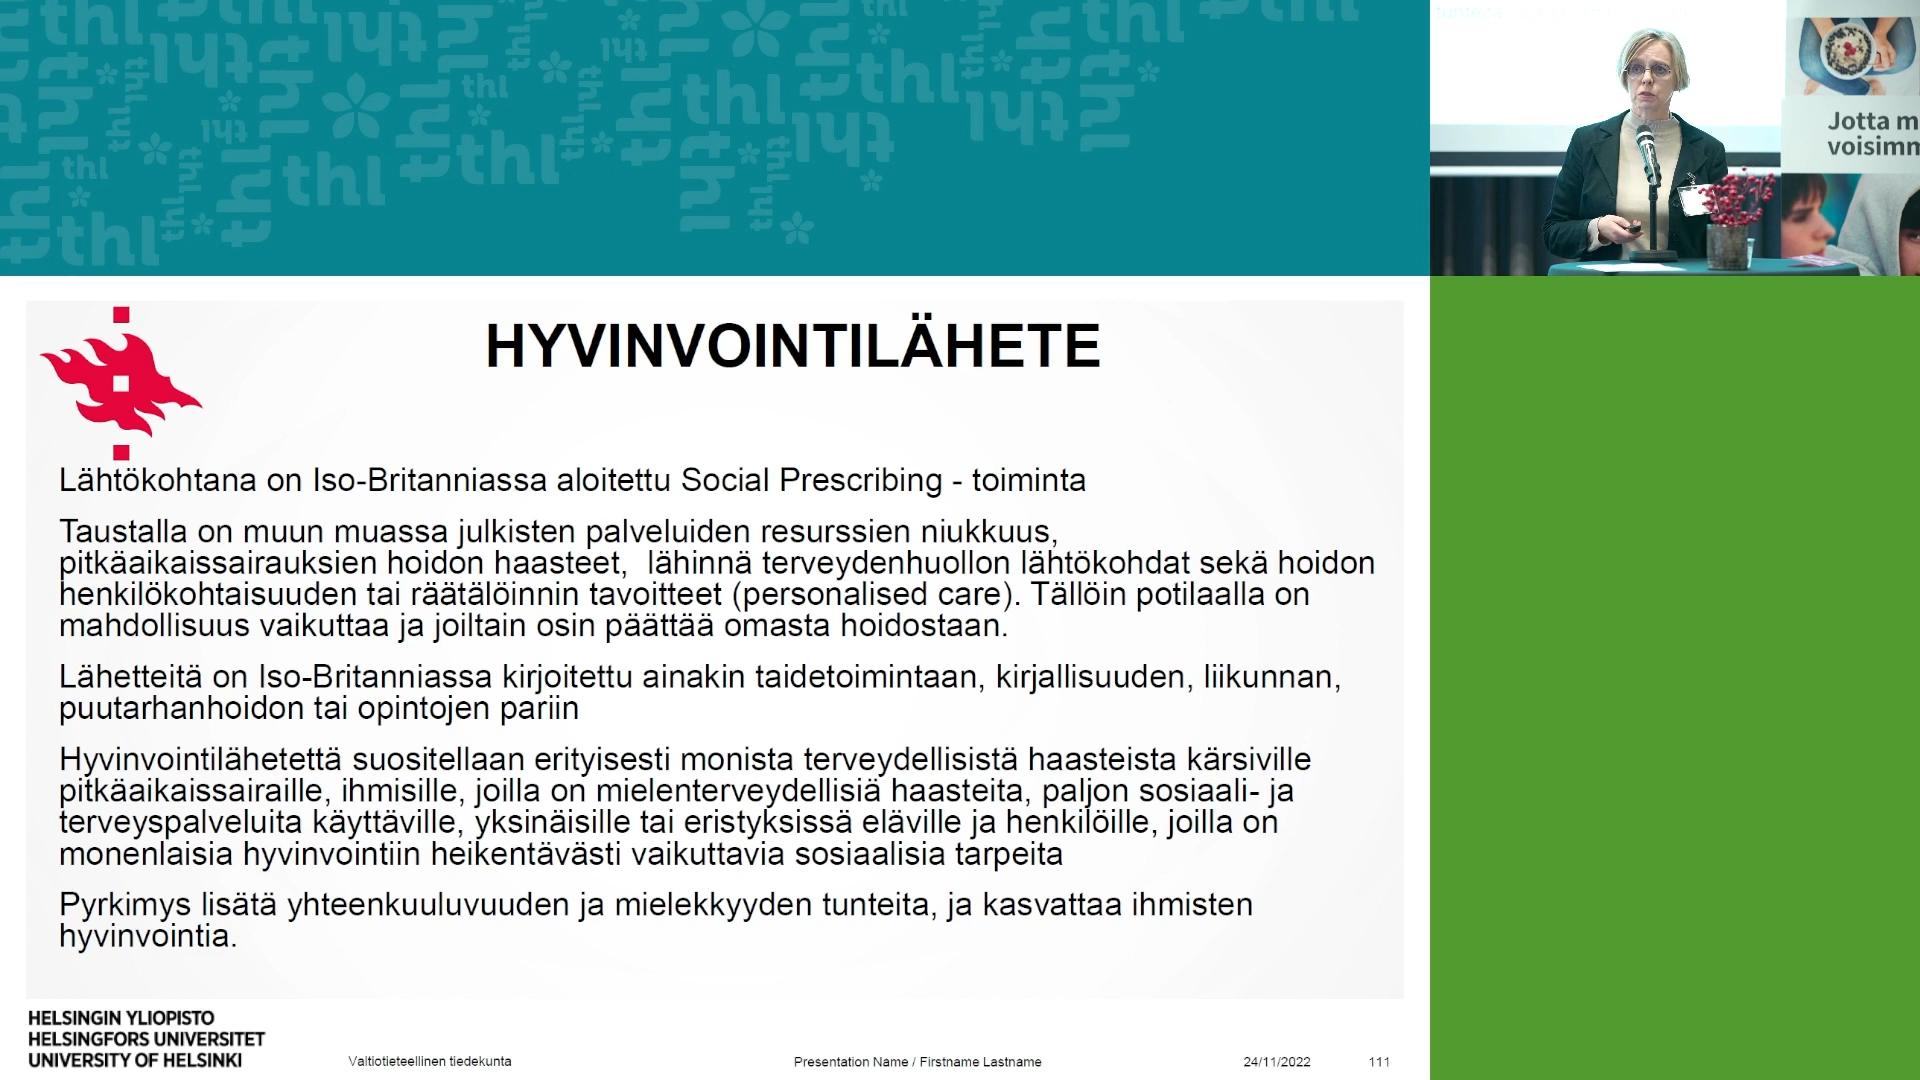 thl
tunteita
Jotta m
voisimm
HYVINVOINTILÄHETE
Lähtökohtana on Iso-Britanniassa aloitettu Social Prescribing - toiminta
Taustalla on muun muassa julkisten palveluiden resurssien niukkuus,
pitkäaikaissairauksien hoidon haasteet, lähinnä terveydenhuollon lähtökohdat sekä hoidon
henkilökohtaisuuden tai räätälöinnin tavoitteet (personalised care). Tällöin potilaalla on
mahdollisuus vaikuttaa ja joiltain osin päättää omasta hoidostaan.
Lähetteitä on Iso-Britanniassa kirjoitettu ainakin taidetoimintaan, kirjallisuuden, liikunnan,
puutarhanhoidon tai opintojen pariin
Hyvinvointilähetettä suositellaan erityisesti monista terveydellisistä haasteista kärsiville
pitkäaikaissairaille, ihmisille, joilla on mielenterveydellisiä haasteita, paljon sosiaali- ja
terveyspalveluita käyttäville, yksinäisille tai eristyksissä eläville ja henkilöille, joilla on
monenlaisia hyvinvointiin heikentävästi vaikuttavia sosiaalisia tarpeita
Pyrkimys lisätä yhteenkuuluvuuden ja mielekkyyden tunteita, ja kasvattaa ihmisten
hyvinvointia.
HELSINGIN YLIOPISTO
HELSINGFORS UNIVERSITET
UNIVERSITY OF HELSINKI
Valtiotieteellinen tiedekunta
Presentation Name / Firstname Lastname
24/11/2022
111